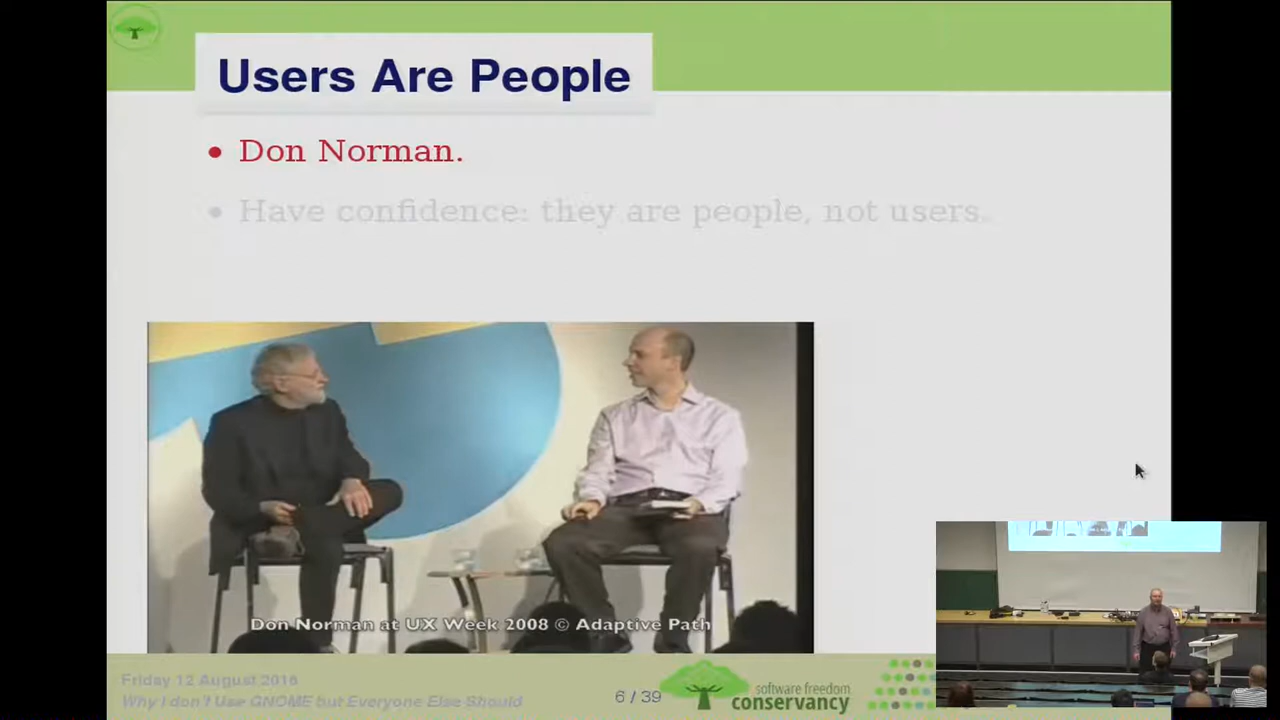 Users Are People
• Don Norman.
• Have confidence: they are people, not users.
Don Norman at UX Week 2008 © Adaptive Path
Friday 12 August 2016
Why I don't Use GNOME but Everyone Else Should
6 / 39
software freedom
conservancy